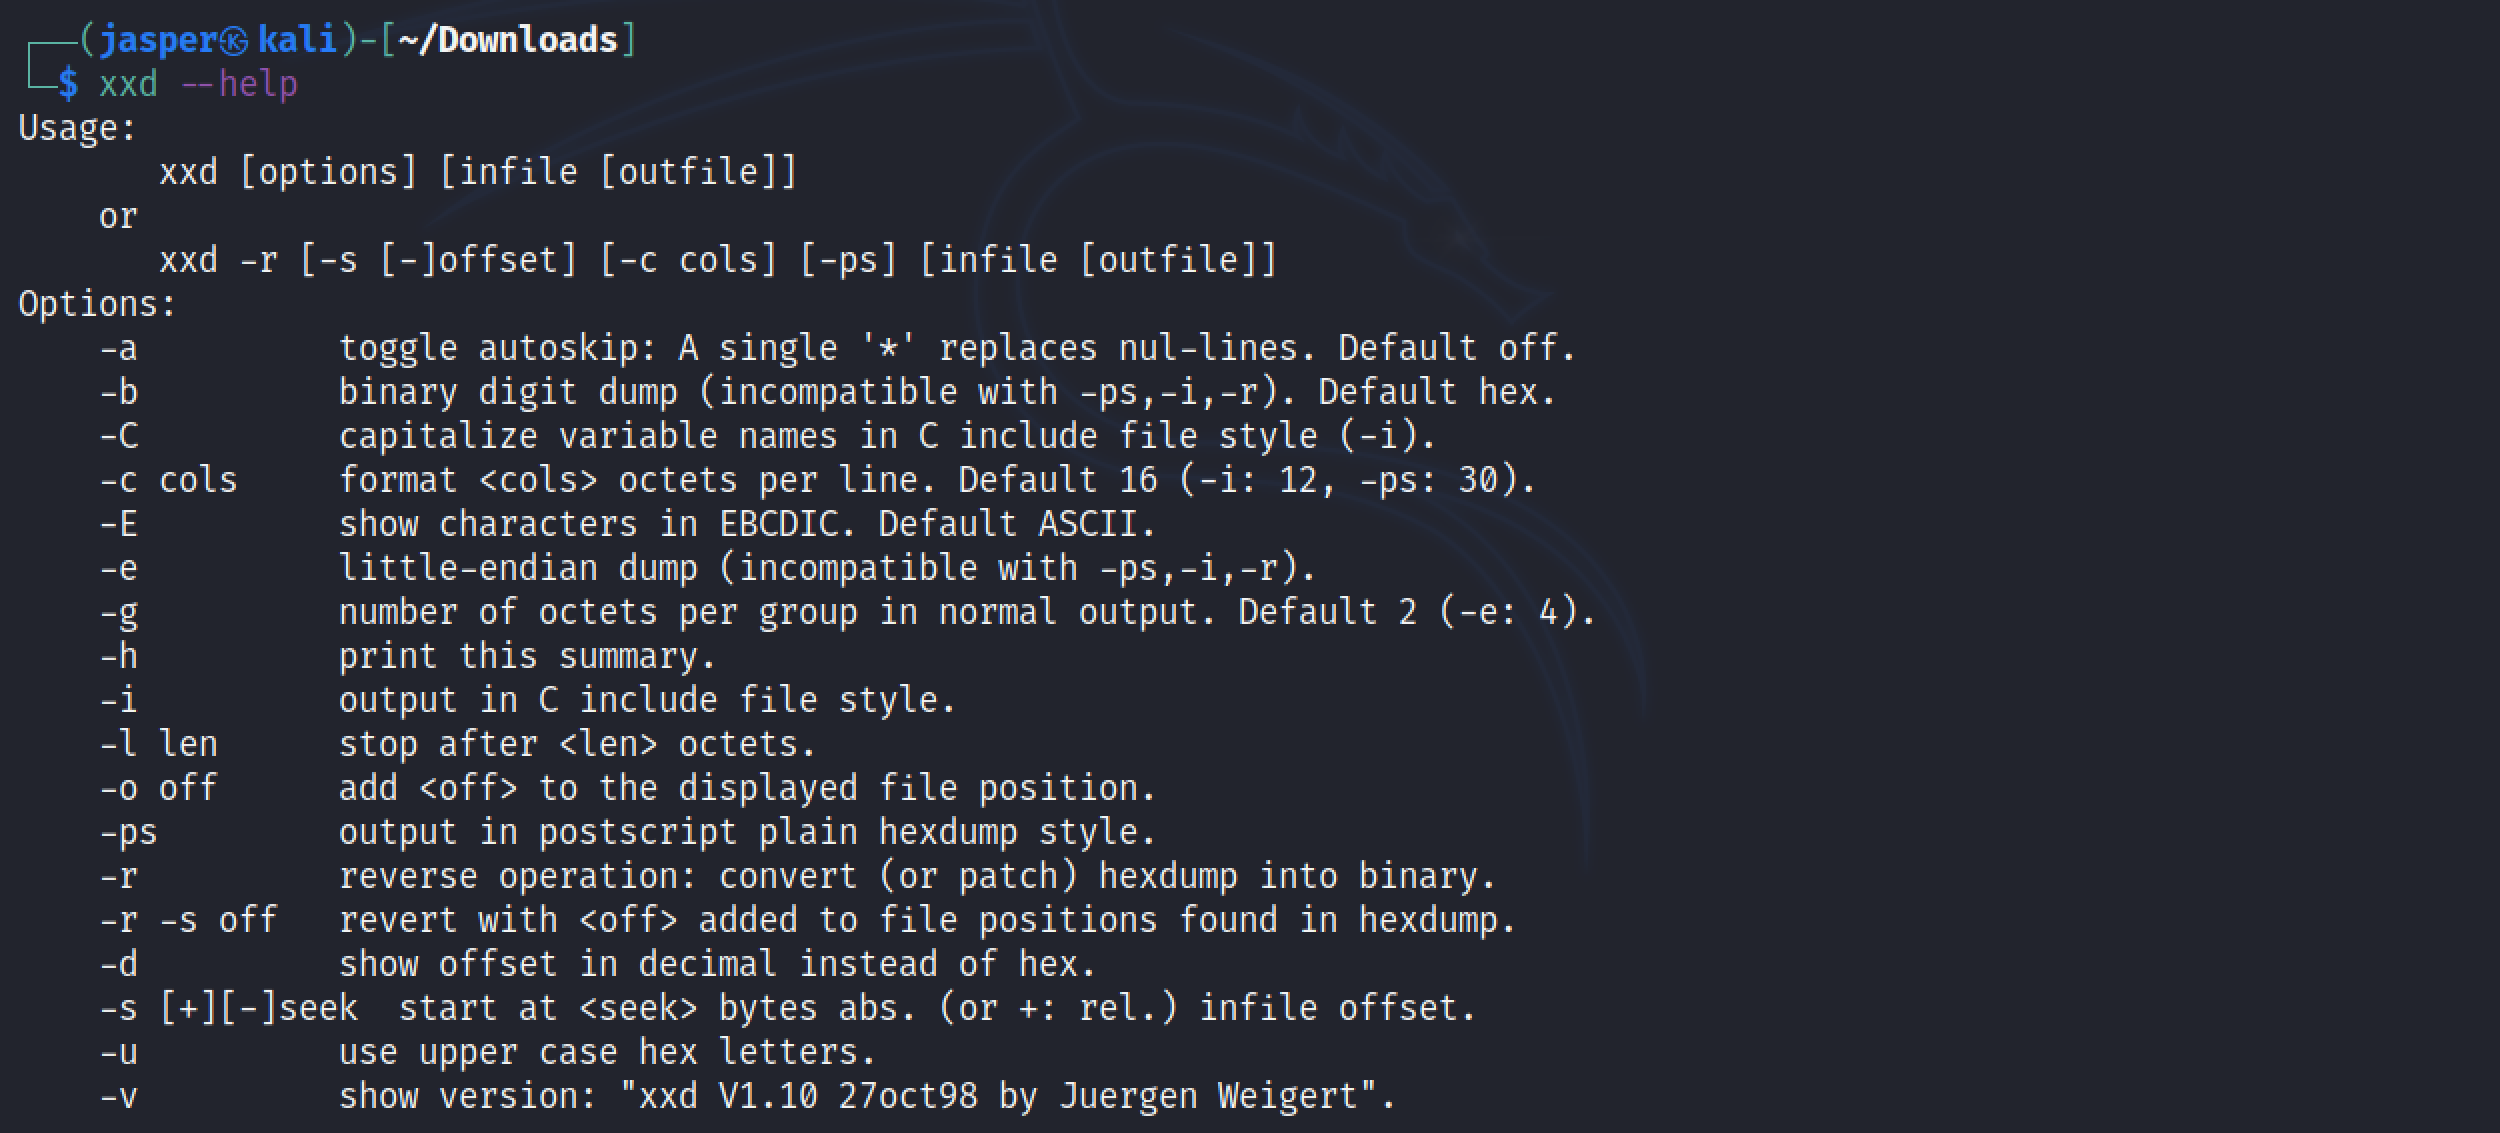 ┌──(jasper㉿kali)-[~/Downloads]
└─$ xxd --help
Usage:
       xxd [options] [infile [outfile]]
    or
       xxd -r [-s [-]offset] [-c cols] [-ps] [infile [outfile]]
Options:
    -a          toggle autoskip: A single '*' replaces nul-lines. Default off.
    -b          binary digit dump (incompatible with -ps,-i,-r). Default hex.
    -C          capitalize variable names in C include file style (-i).
    -c cols     format <cols> octets per line. Default 16 (-i: 12, -ps: 30).
    -E          show characters in EBCDIC. Default ASCII.
    -e          little-endian dump (incompatible with -ps,-i,-r).
    -g          number of octets per group in normal output. Default 2 (-e: 4).
    -h          print this summary.
    -i          output in C include file style.
    -l len      stop after <len> octets.
    -o off      add <off> to the displayed file position.
    -ps         output in postscript plain hexdump style.
    -r          reverse operation: convert (or patch) hexdump into binary.
    -r -s off   revert with <off> added to file positions found in hexdump.
    -d          show offset in decimal instead of hex.
    -s [+][-]seek  start at <seek> bytes abs. (or +: rel.) infile offset.
    -u          use upper case hex letters.
    -v          show version: "xxd V1.10 27oct98 by Juergen Weigert".